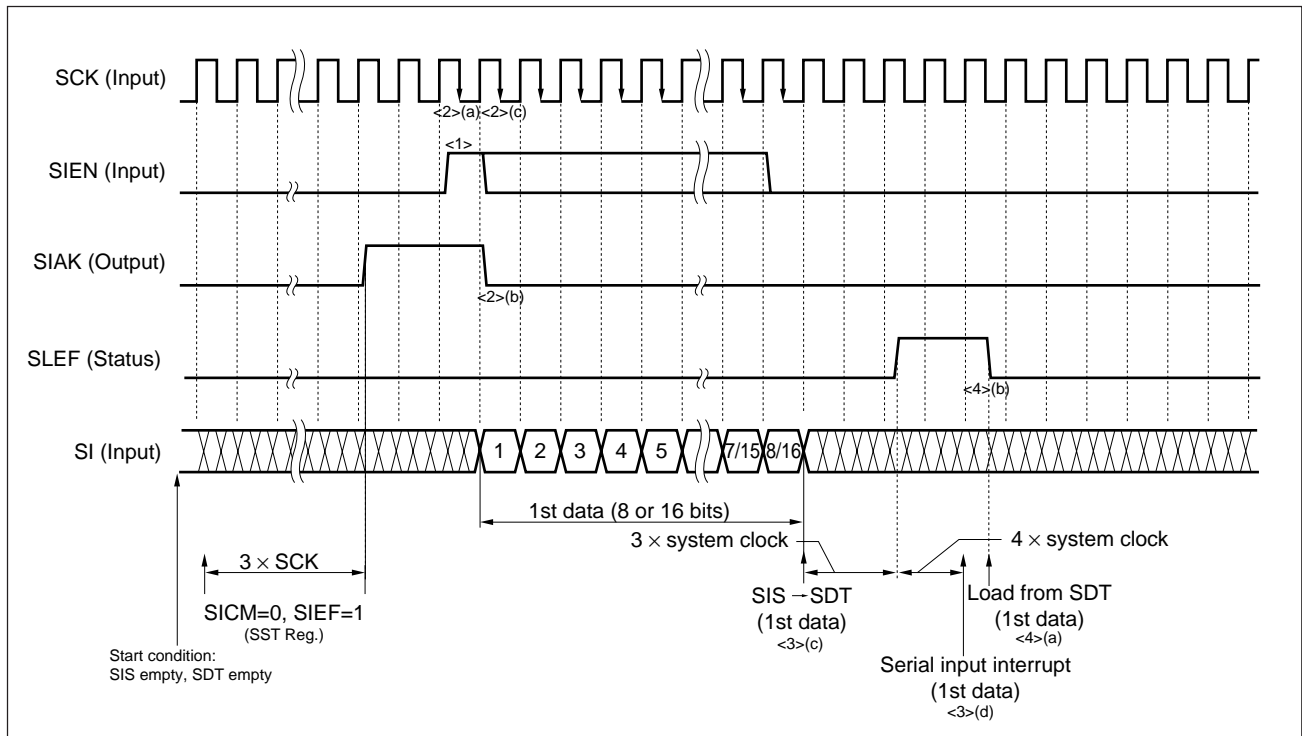 SCK (Input)
<2>(a) <2>(c)
<1>
SIEN (Input)
SIAK (Output)
<2>(b)
SLEF (Status)
<4>(b)
SI (Input)
1 2 3 4 5 7/15 8/16
1st data (8 or 16 bits)
3 × system clock
4 × system clock
3 × SCK
SICM=0, SIEF=1
(SST Reg.)
Start condition:
SIS empty, SDT empty
SIS → SDT
(1st data)
<3>(c)
Load from SDT
(1st data)
<4>(a)
Serial input interrupt
(1st data)
<3>(d)